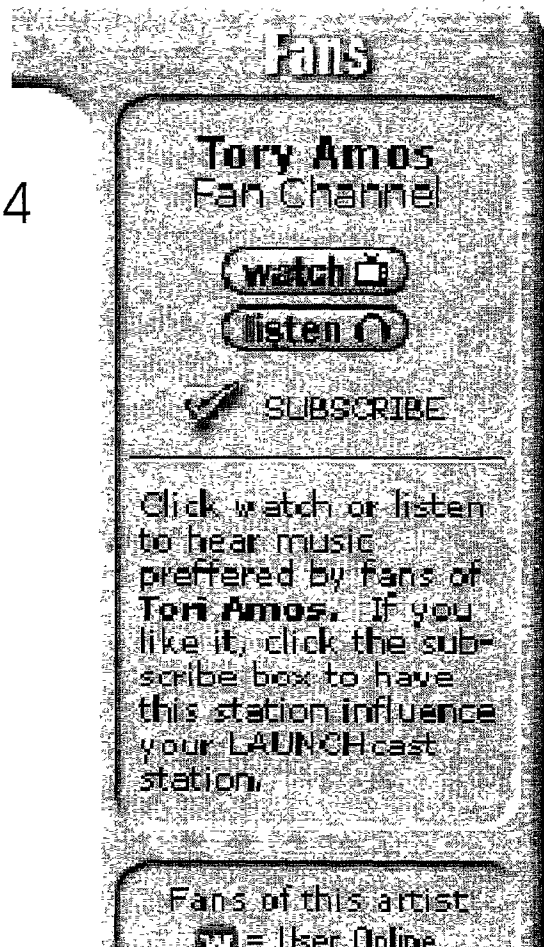 Fans
Tory Amos
Fan Channel
4
watch
listen
SUBSCRIBE
Click watch or listen
to hear music
preffered by fans of
Tori Amos. If you
like it, click the sub-
scribe box to have
this station influence
your LAUNCHcast
station.
Fans of this artist
= User Online